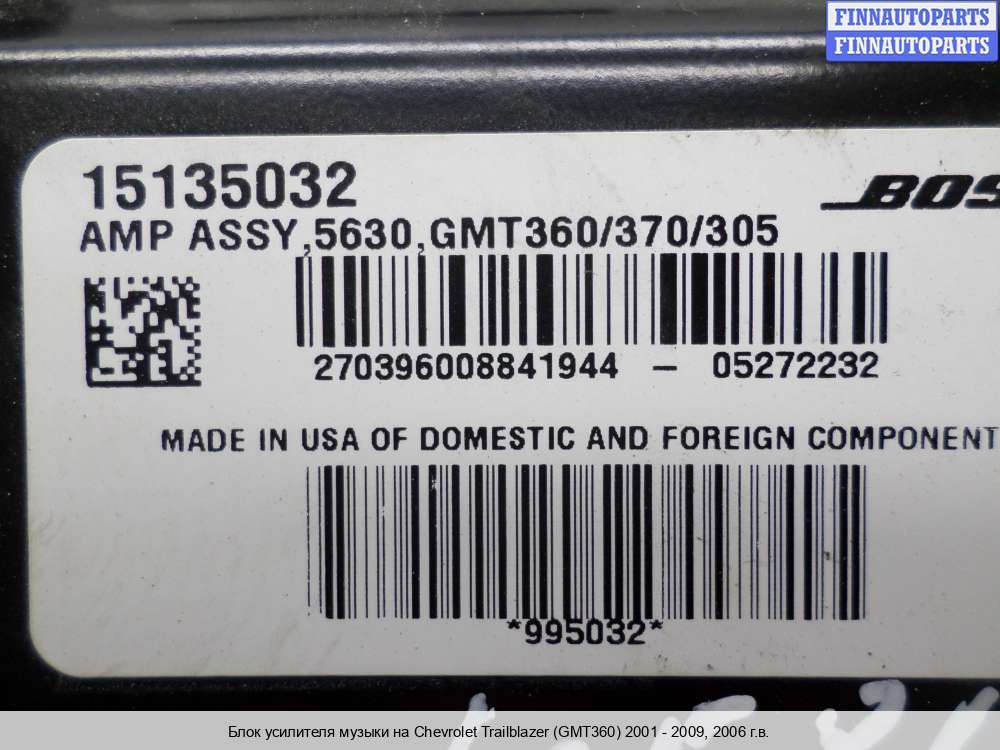 FINNAUTOPARTS
FINNAUTOPARTS
15135032
BOS
AMP ASSY,5630,GMT360/370/305
270396008841944 – 05272232
MADE IN USA OF DOMESTIC AND FOREIGN COMPONENT
*995032*
Блок усилителя музыки на Chevrolet Trailblazer (GMT360) 2001 - 2009, 2006 г.в.